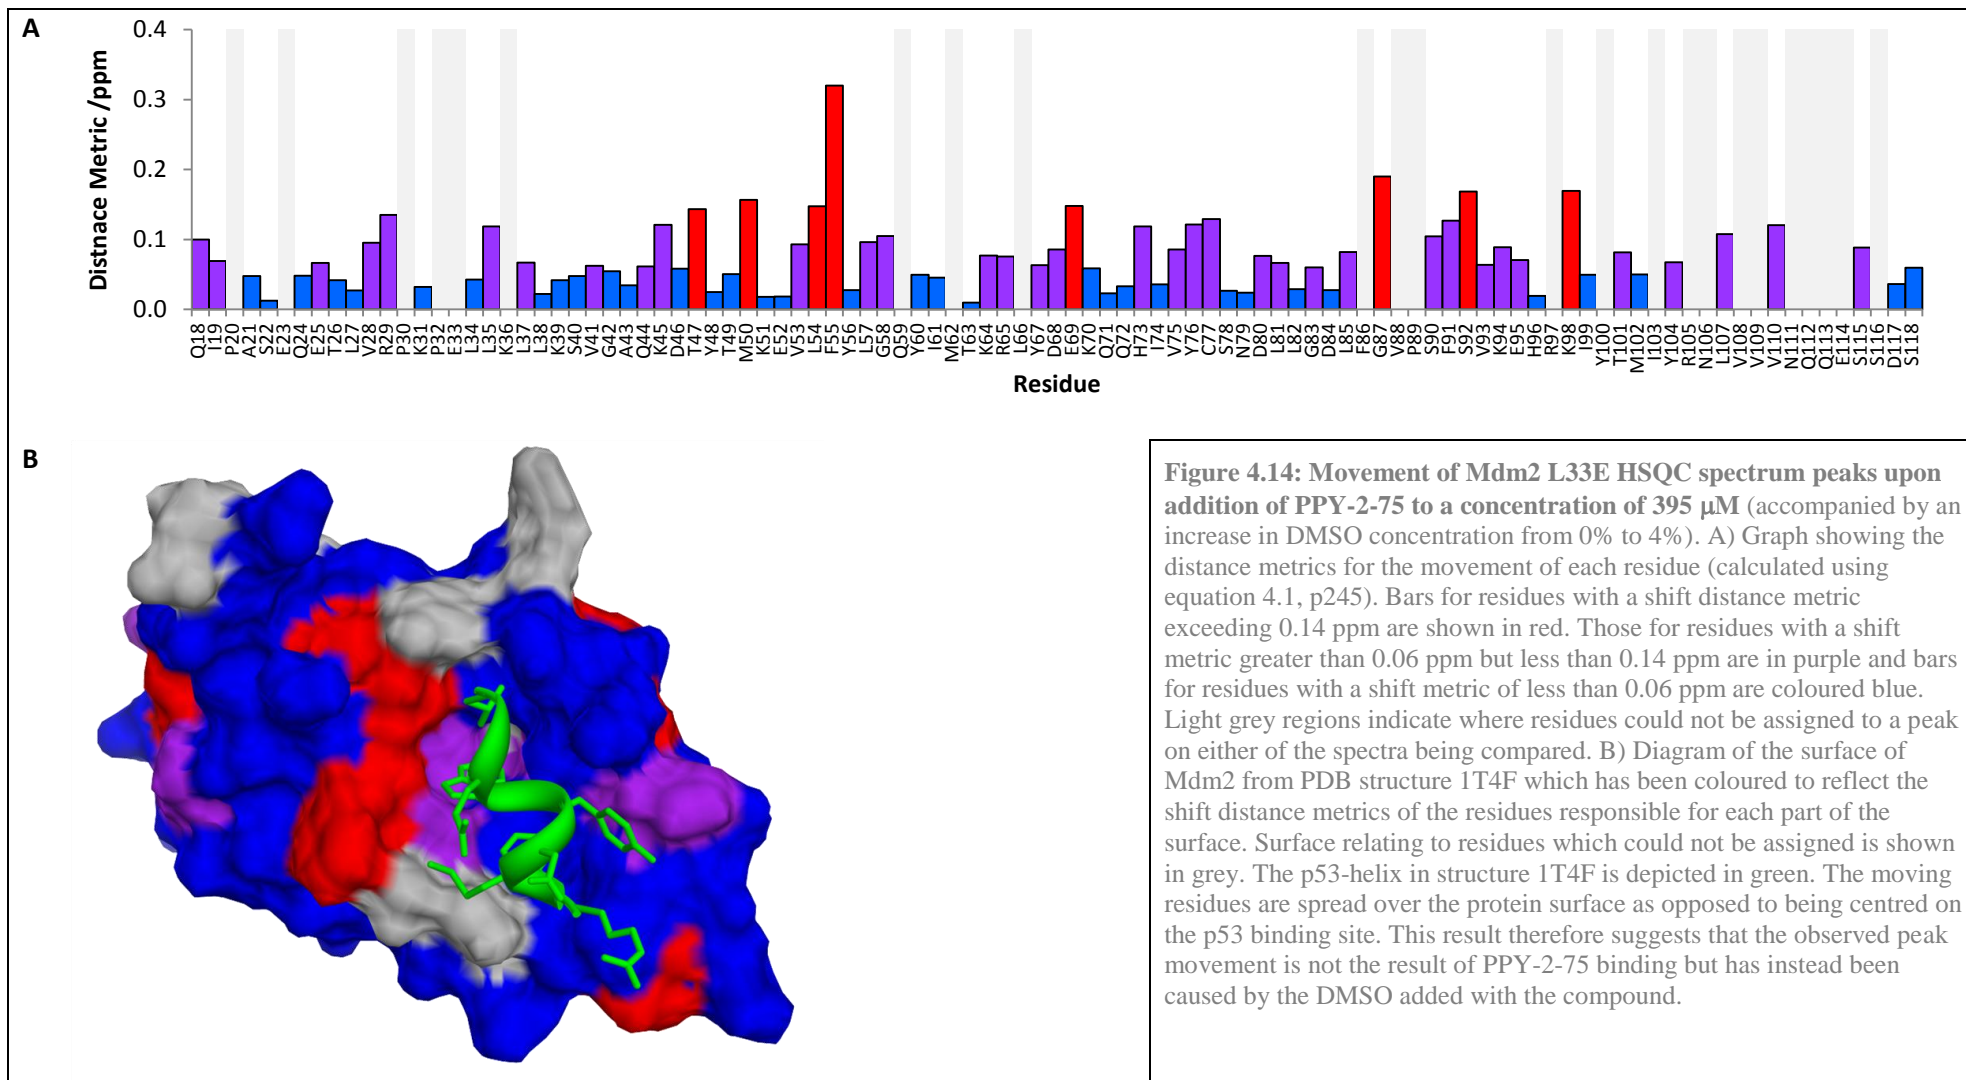 A
Distnace Metric /ppm
0.4
0.3
0.2
0.1
0.0
Q18 I19 P20 A21 S22 E23 Q24 E25 T26 L27 V28 R29 P30 K31 P32 E33 L34 L35 K36 L37 L38 K39 S40 V41 G42 A43 Q44 K45 D46 T47 Y48 T49 M50 K51 E52 V53 L54 F55 Y56 L57 G58 Q59 Y60 I61 M62 T63 K64 R65 L66 Y67 D68 E69 K70 Q71 Q72 H73 I74 V75 Y76 C77 S78 N79 D80 L81 L82 G83 D84 L85 F86 G87 V88 P89 S90 F91 S92 V93 K94 E95 H96 R97 K98 I99 Y100 T101 M102 I103 Y104 R105 N106 L107 V108 V109 V110 N111 Q112 Q113 E114 S115 S116 D117 S118
Residue
B
Figure 4.14: Movement of Mdm2 L33E HSQC spectrum peaks upon
addition of PPY-2-75 to a concentration of 395 μM (accompanied by an
increase in DMSO concentration from 0% to 4%). A) Graph showing the
distance metrics for the movement of each residue (calculated using
equation 4.1, p245). Bars for residues with a shift distance metric
exceeding 0.14 ppm are shown in red. Those for residues with a shift
metric greater than 0.06 ppm but less than 0.14 ppm are in purple and bars
for residues with a shift metric of less than 0.06 ppm are coloured blue.
Light grey regions indicate where residues could not be assigned to a peak
on either of the spectra being compared. B) Diagram of the surface of
Mdm2 from PDB structure 1T4F which has been coloured to reflect the
shift distance metrics of the residues responsible for each part of the
surface. Surface relating to residues which could not be assigned is shown
in grey. The p53-helix in structure 1T4F is depicted in green. The moving
residues are spread over the protein surface as opposed to being centred on
the p53 binding site. This result therefore suggests that the observed peak
movement is not the result of PPY-2-75 binding but has instead been
caused by the DMSO added with the compound.